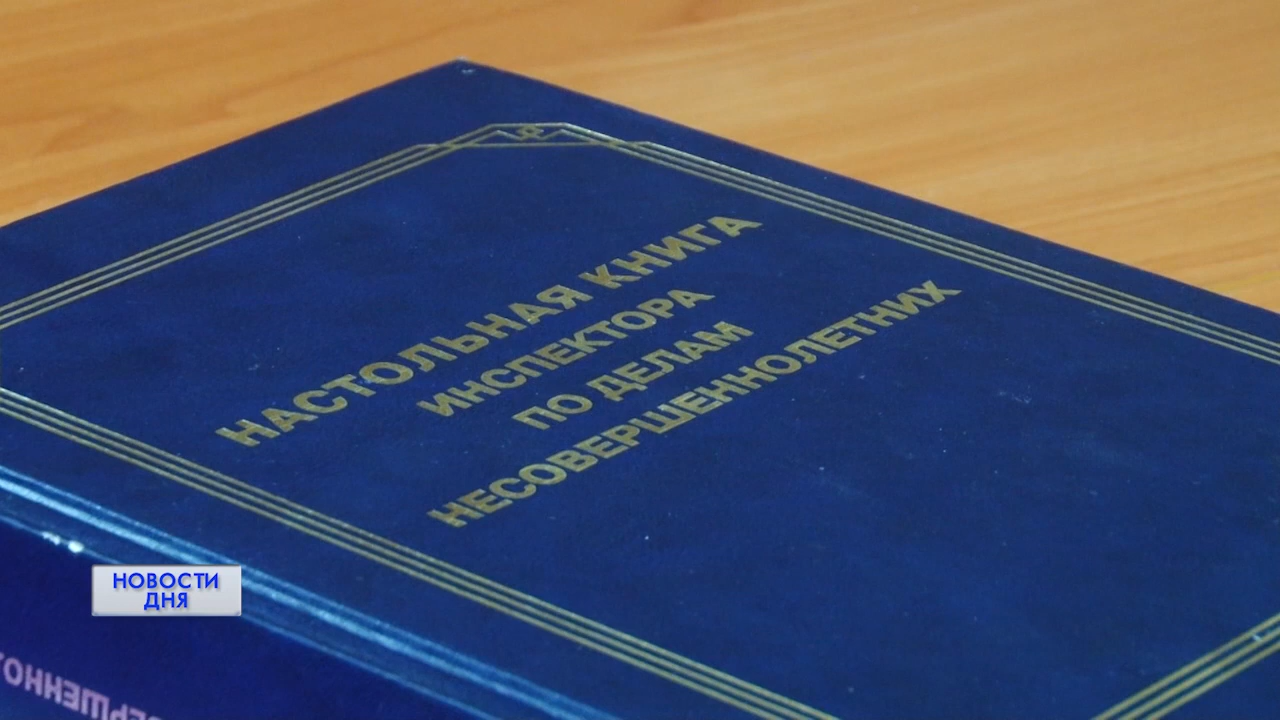 НАСТОЛЬНАЯ КНИГА
ИНСПЕКТОРА
ПО ДЕЛАМ
НЕСОВЕРШЕННОЛЕТНИХ
НОВОСТИ
ДНЯ